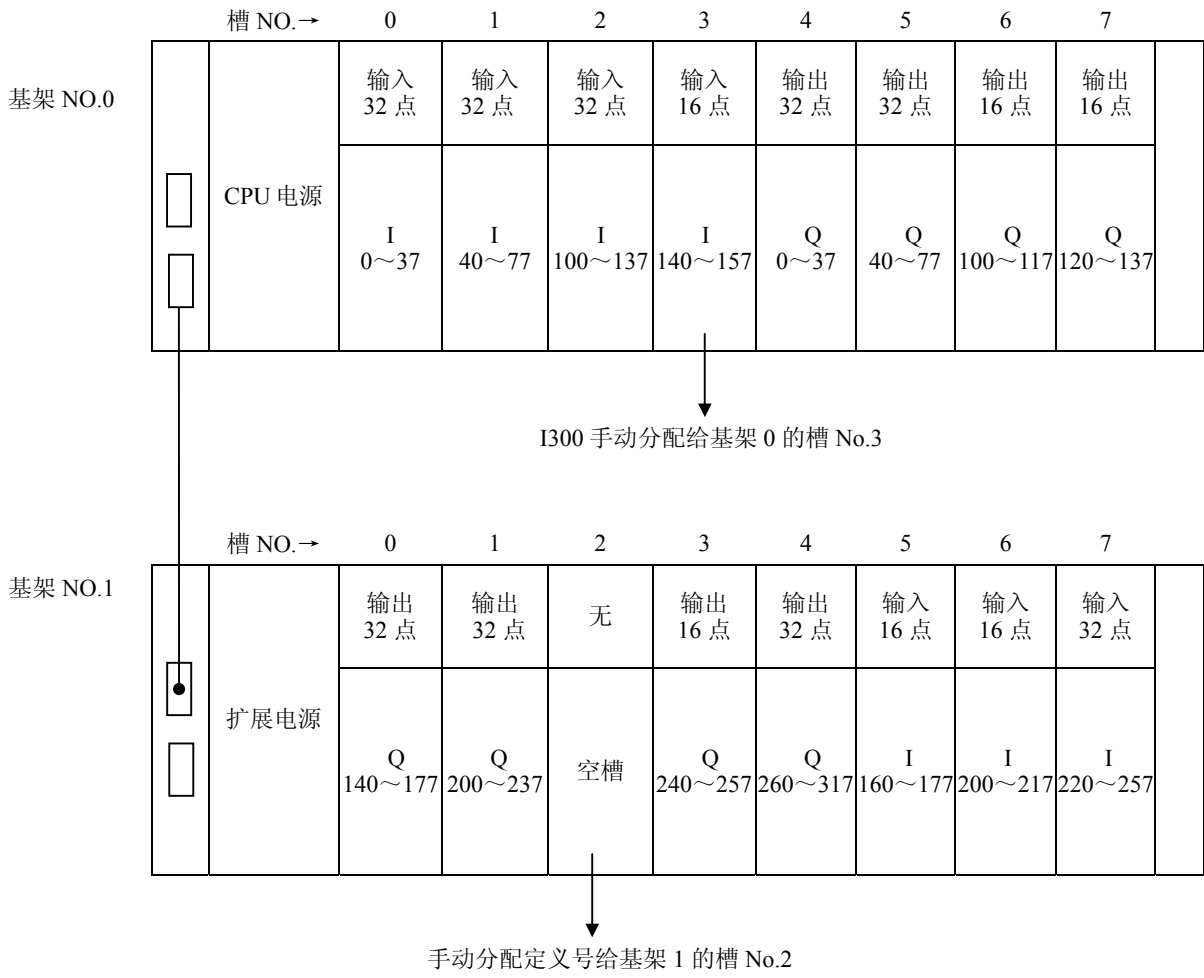 槽 NO.→ 0 1 2 3 4 5 6 7
基架 NO.0
CPU 电源
输入 输入 输入 输入 输出 输出 输出 输出
32 点 32 点 32 点 16 点 32 点 32 点 16 点 16 点
I I I I Q Q Q Q
0～37 40～77 100～137 140～157 0～37 40～77 100～117 120～137
I300 手动分配给基架 0 的槽 No.3
槽 NO.→ 0 1 2 3 4 5 6 7
基架 NO.1
扩展电源
输出 输出 无 输出 输出 输入 输入 输入
32 点 32 点 16 点 32 点 16 点 16 点 32 点
Q Q 空槽 Q Q I I I
140～177 200～237 240～257 260～317 160～177 200～217 220～257
手动分配定义号给基架 1 的槽 No.2